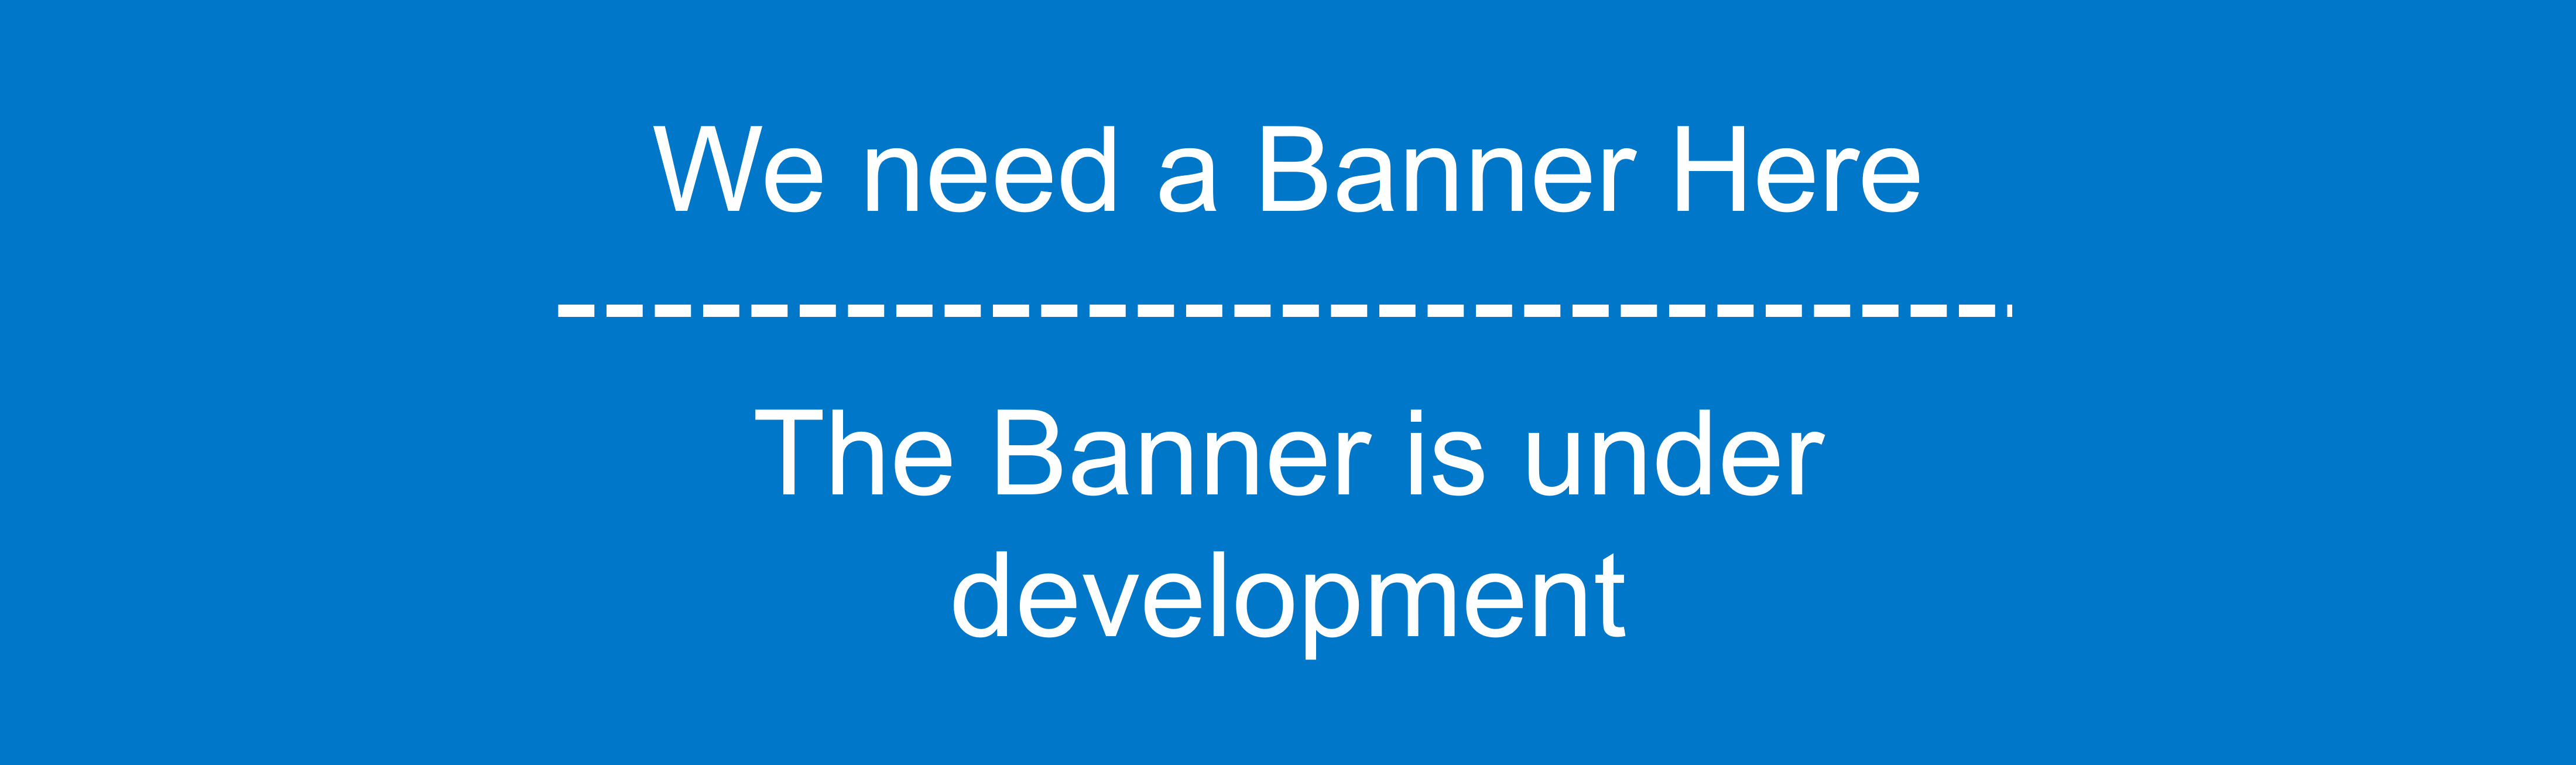 We need a Banner Here
The Banner is under
development